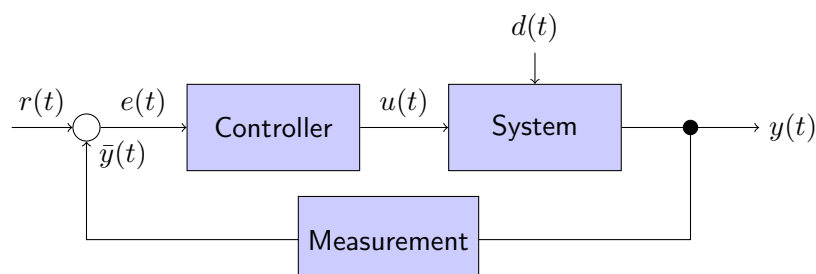 d(t)
r(t) e(t) u(t)
Controller System y(t)
ȳ(t)
Measurement